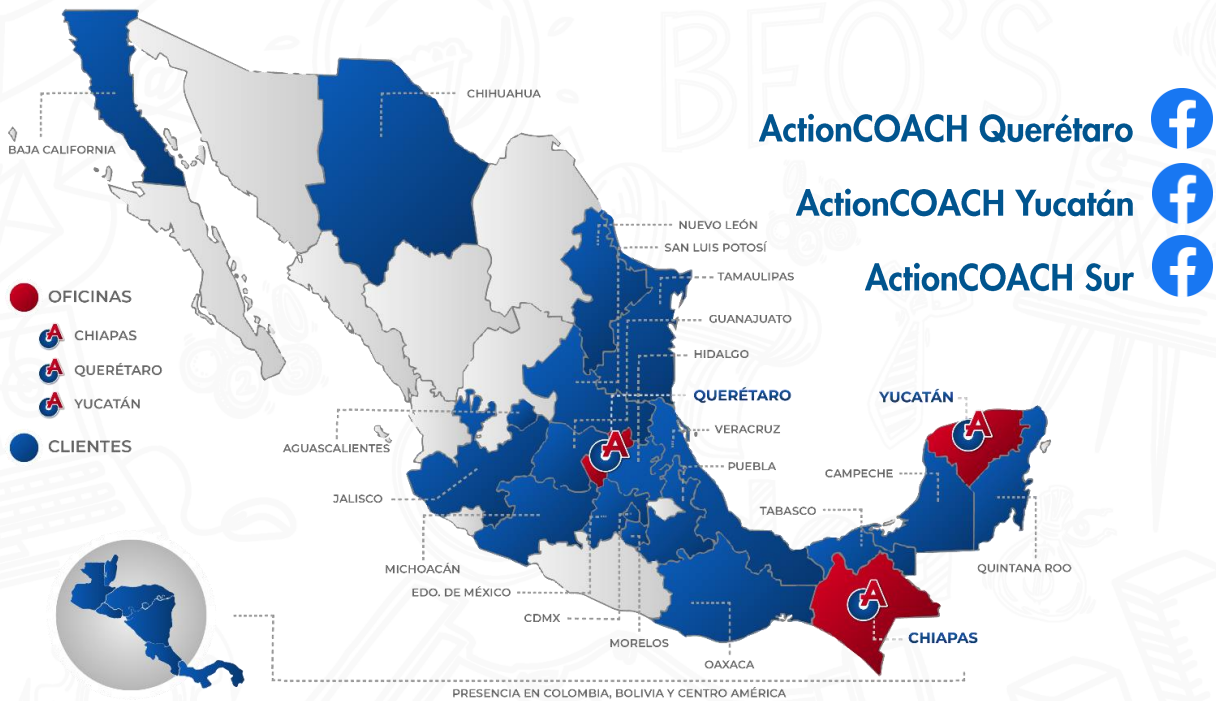 BFO'S
CHIHUAHUA
BAJA CALIFORNIA
ActionCOACH Querétaro
ActionCOACH Yucatán
ActionCOACH Sur
NUEVO LEÓN
SAN LUIS POTOSÍ
TAMAULIPAS
GUANAJUATO
HIDALGO
QUERÉTARO
VERACRUZ
PUEBLA
OFICINAS
CHIAPAS
QUERÉTARO
YUCATÁN
CLIENTES
AGUASCALIENTES
JALISCO
MICHOACÁN
EDO. DE MÉXICO
CDMX
MORELOS
OAXACA
YUCATÁN
CAMPECHE
TABASCO
QUINTANA ROO
CHIAPAS
PRESENCIA EN COLOMBIA, BOLIVIA Y CENTRO AMÉRICA